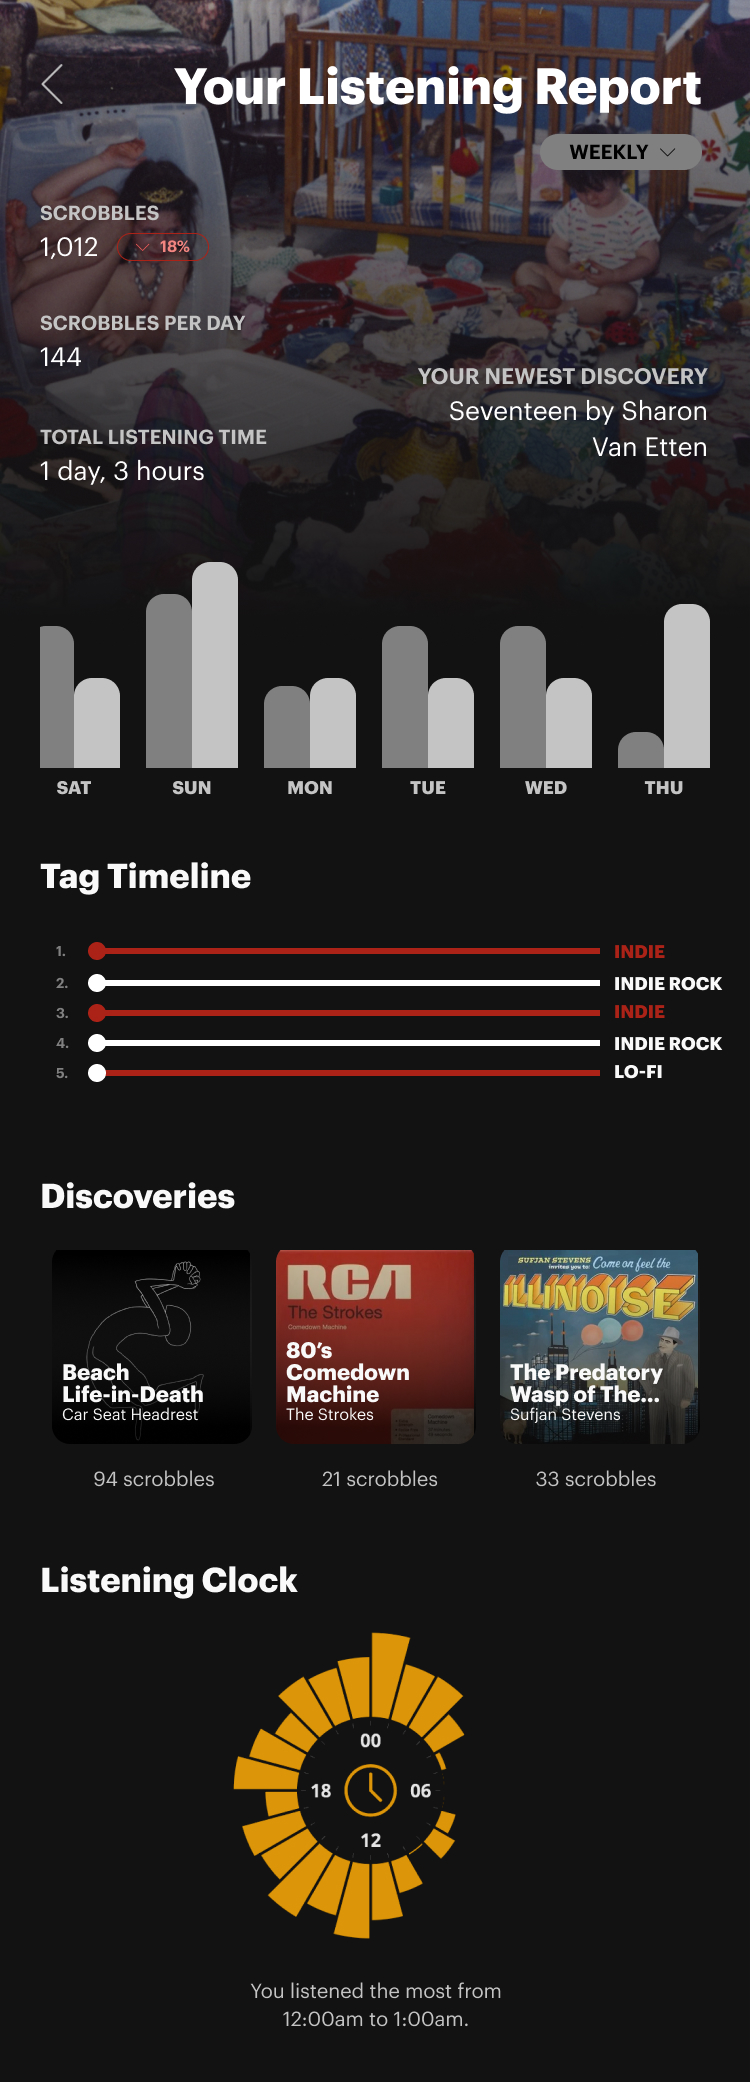 Your Listening Report
WEEKLY
SCROBBLES
1,012
18%
SCROBBLES PER DAY
144
YOUR NEWEST DISCOVERY
Seventeen by Sharon
Van Etten
TOTAL LISTENING TIME
1 day, 3 hours
SAT
SUN
MON
TUE
WED
THU
Tag Timeline
1.
INDIE
2.
INDIE ROCK
3.
INDIE
4.
INDIE ROCK
5.
LO-FI
Discoveries
RCA
The Strokes
Comedown Machine
80's
Comedown
Machine
The Strokes
SUFJAN STEVENS
invites you to:
Come on feel the
ILLINOISE
Beach
Life-in-Death
Car Seat Headrest
The Predatory
Wasp of The...
Sufjan Stevens
94 scrobbles
21 scrobbles
33 scrobbles
Listening Clock
00
18
06
12
You listened the most from
12:00am to 1:00am.